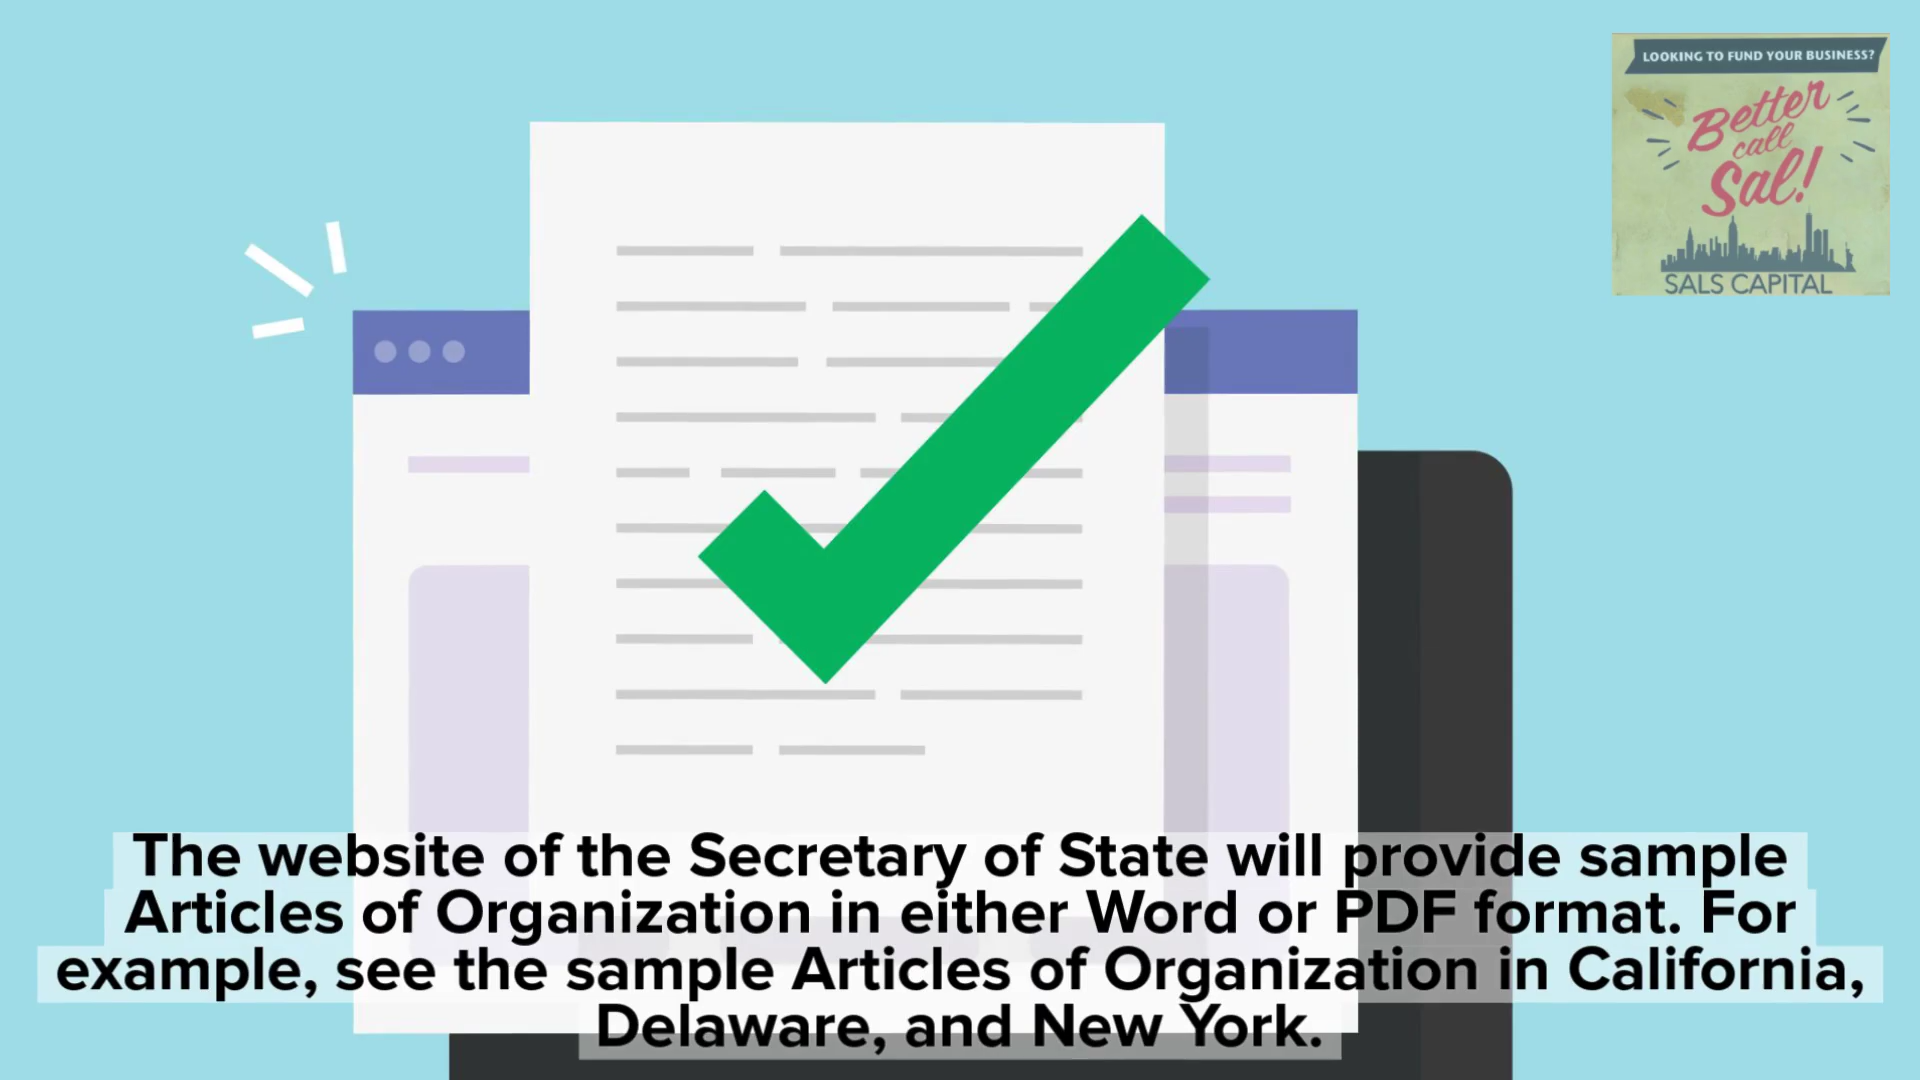 LOOKING TO FUND YOUR BUSINESS?
Better
call
Sal!
SALS CAPITAL
The website of the Secretary of State will provide sample
Articles of Organization in either Word or PDF format. For
example, see the sample Articles of Organization in California,
Delaware, and New York.